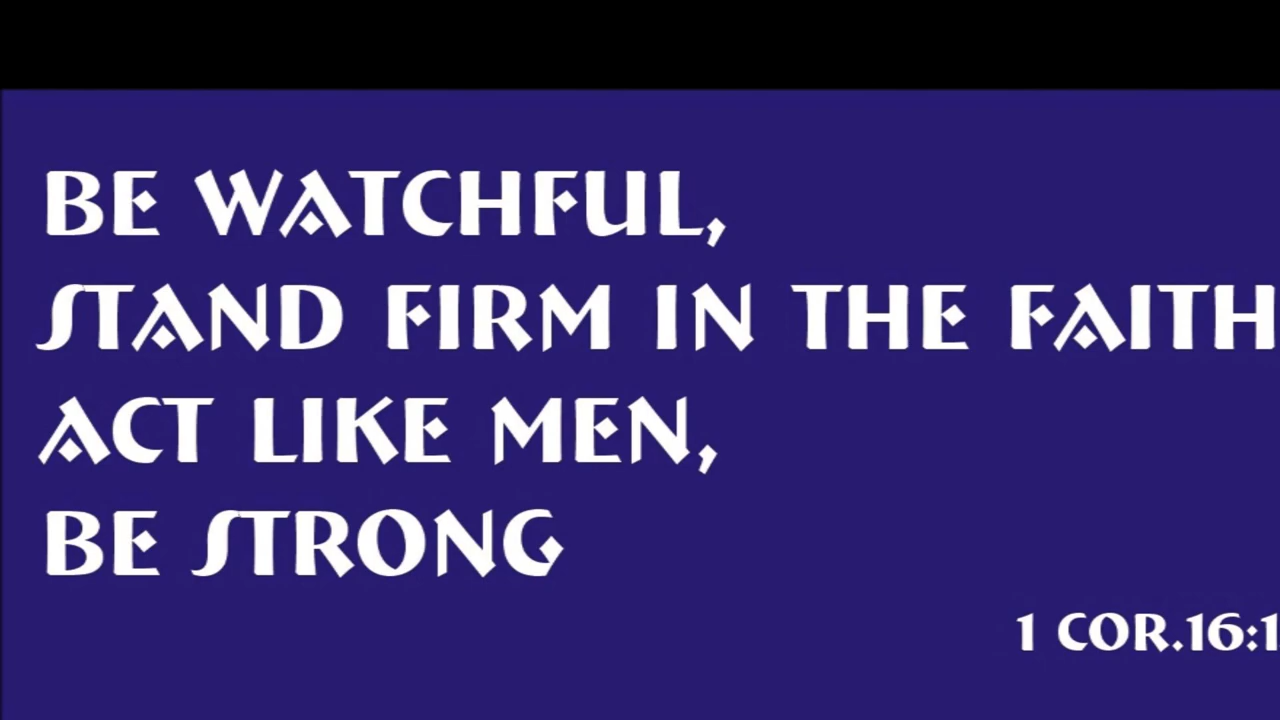 BE WATCHFUL,
STAND FIRM IN THE FAITH
ACT LIKE MEN,
BE STRONG
1 COR.16:1